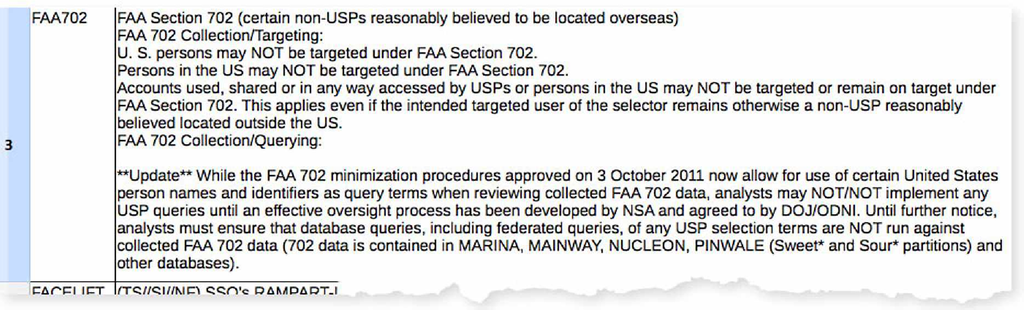 FAA702 FAA Section 702 (certain non-USPs reasonably believed to be located overseas)
FAA 702 Collection/Targeting:
U. S. persons may NOT be targeted under FAA Section 702.
Persons in the US may NOT be targeted under FAA Section 702.
Accounts used, shared or in any way accessed by USPs or persons in the US may NOT be targeted or remain on target under
FAA Section 702. This applies even if the intended targeted user of the selector remains otherwise a non-USP reasonably
believed located outside the US.
3 FAA 702 Collection/Querying:
**Update** While the FAA 702 minimization procedures approved on 3 October 2011 now allow for use of certain United States
person names and identifiers as query terms when reviewing collected FAA 702 data, analysts may NOT/NOT implement any
USP queries until an effective oversight process has been developed by NSA and agreed to by DOJ/ODNI. Until further notice,
analysts must ensure that database queries, including federated queries, of any USP selection terms are NOT run against
collected FAA 702 data (702 data is contained in MARINA, MAINWAY, NUCLEON, PINWALE (Sweet* and Sour* partitions) and
other databases).
FACELIFT (TS//SI//NF) SSO's RAMPART-